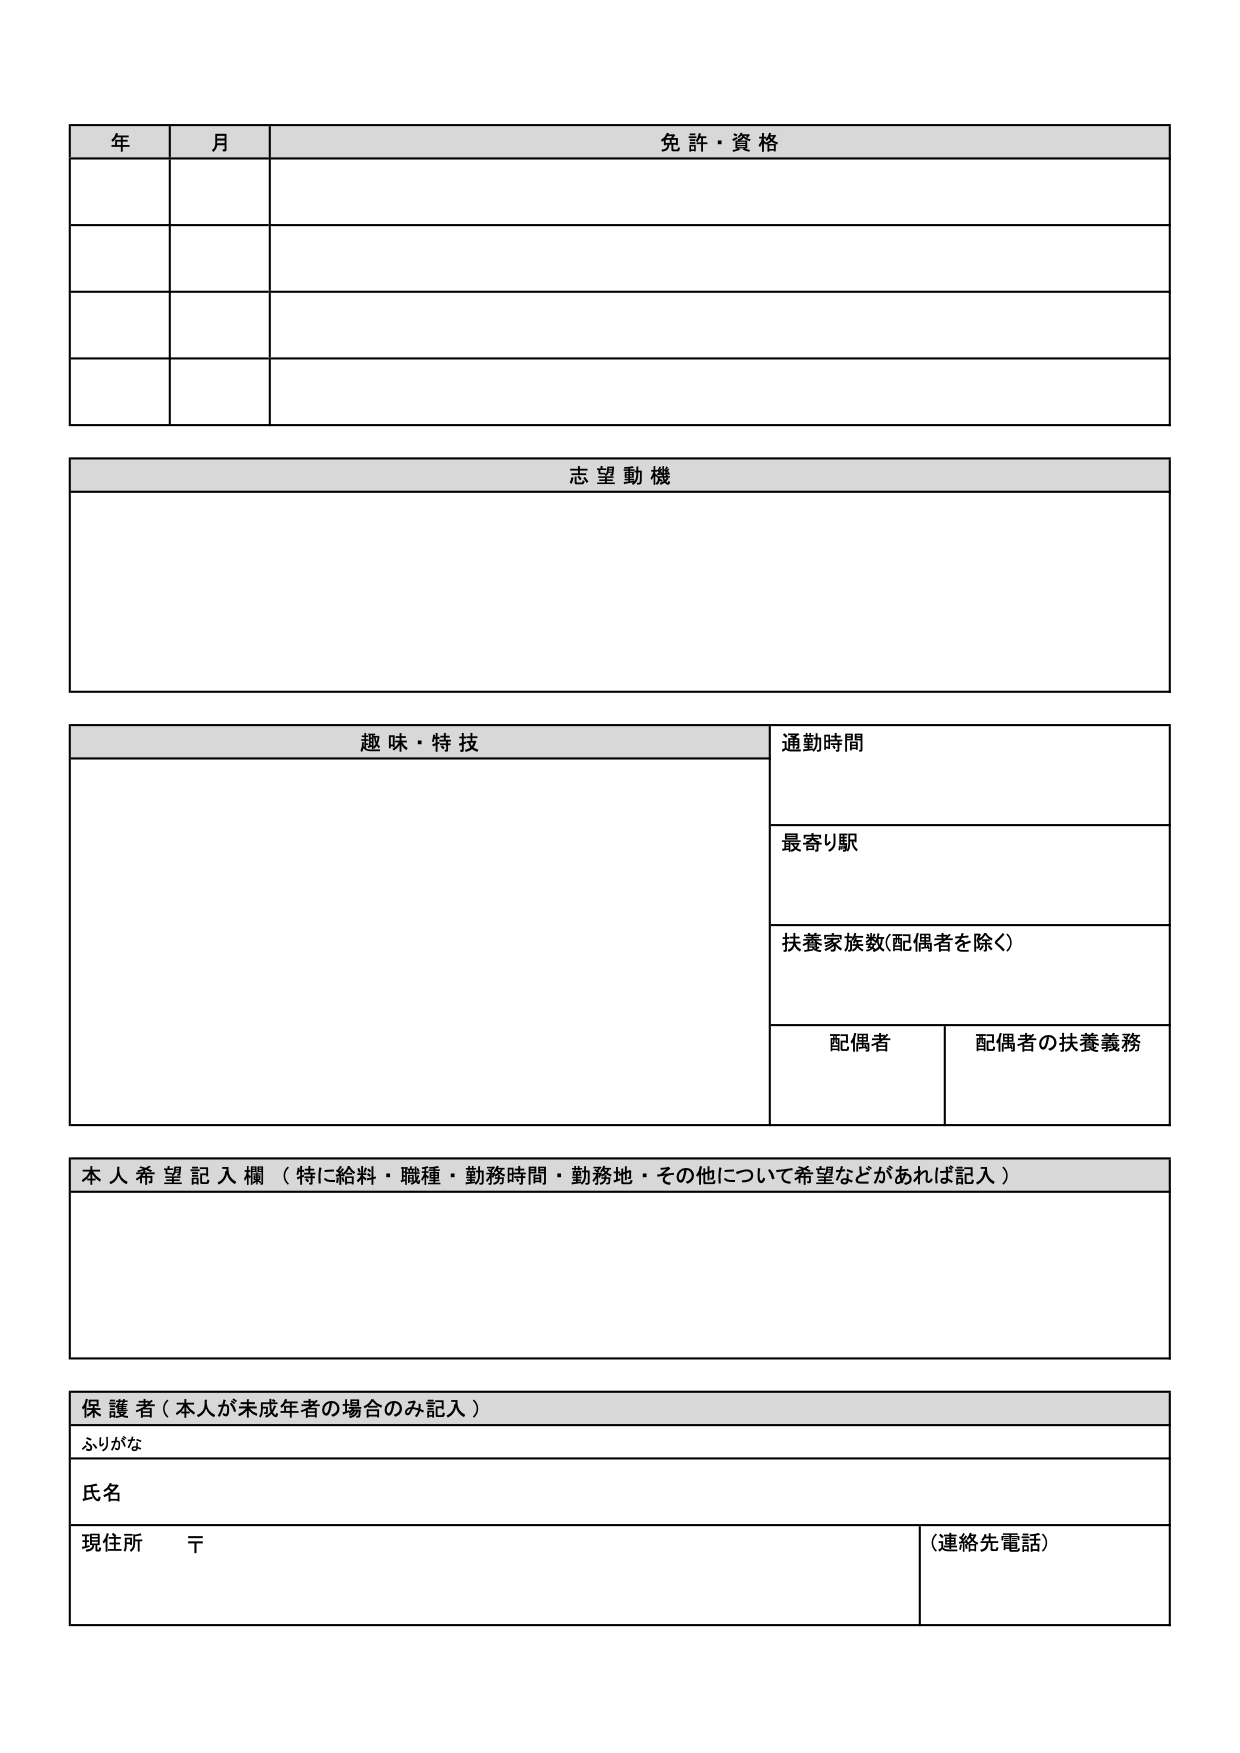 年 月 免 許・資 格
志 望 動 機
趣 味・特 技
通勤時間
最寄り駅
扶養家族数(配偶者を除く)
配偶者 配偶者の扶養義務
本 人 希 望 記 入 欄 （ 特に給料・職種・勤務時間・勤務地・その他について希望などがあれば記入 ）
保 護 者（ 本人が未成年者の場合のみ記入 ）
ふりがな
氏名
現住所 〒 （連絡先電話）